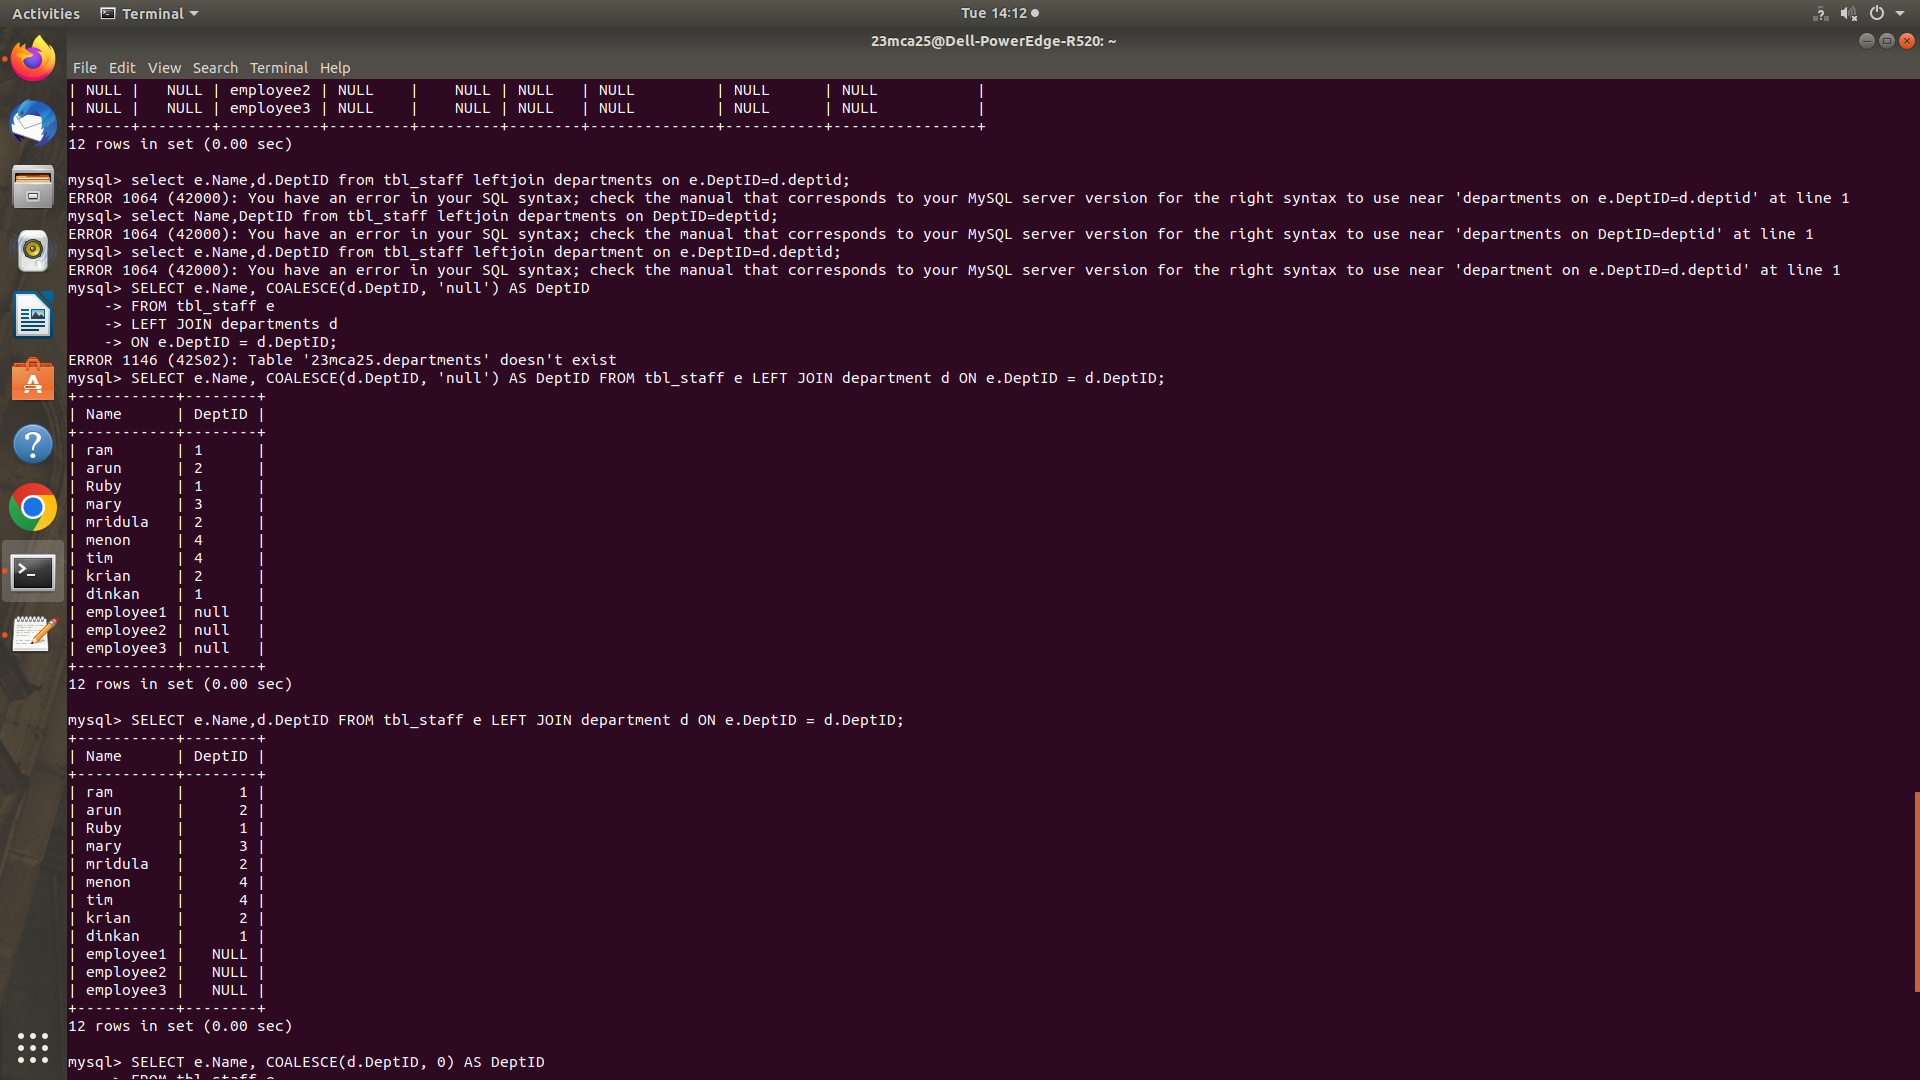 Activities Terminal Tue 14:12
23mca25@Dell-PowerEdge-R520: ~
File Edit View Search Terminal Help
| NULL |   NULL | employee2 | NULL    |    NULL | NULL   | NULL         | NULL      | NULL           |
| NULL |   NULL | employee3 | NULL    |    NULL | NULL   | NULL         | NULL      | NULL           |
+------+--------+-----------+---------+---------+--------+--------------+-----------+----------------+
12 rows in set (0.00 sec)
mysql> select e.Name,d.DeptID from tbl_staff leftjoin departments on e.DeptID=d.deptid;
ERROR 1064 (42000): You have an error in your SQL syntax; check the manual that corresponds to your MySQL server version for the right syntax to use near 'departments on e.DeptID=d.deptid' at line 1
mysql> select Name,DeptID from tbl_staff leftjoin departments on DeptID=deptid;
ERROR 1064 (42000): You have an error in your SQL syntax; check the manual that corresponds to your MySQL server version for the right syntax to use near 'departments on DeptID=deptid' at line 1
mysql> select e.Name,d.DeptID from tbl_staff leftjoin department on e.DeptID=d.deptid;
ERROR 1064 (42000): You have an error in your SQL syntax; check the manual that corresponds to your MySQL server version for the right syntax to use near 'department on e.DeptID=d.deptid' at line 1
mysql> SELECT e.Name, COALESCE(d.DeptID, 'null') AS DeptID
    -> FROM tbl_staff e
    -> LEFT JOIN departments d
    -> ON e.DeptID = d.DeptID;
ERROR 1146 (42S02): Table '23mca25.departments' doesn't exist
mysql> SELECT e.Name, COALESCE(d.DeptID, 'null') AS DeptID FROM tbl_staff e LEFT JOIN department d ON e.DeptID = d.DeptID;
+-----------+--------+
| Name      | DeptID |
+-----------+--------+
| ram       | 1      |
| arun      | 2      |
| Ruby      | 1      |
| mary      | 3      |
| mridula   | 2      |
| menon     | 4      |
| tim       | 4      |
| krian     | 2      |
| dinkan    | 1      |
| employee1 | null   |
| employee2 | null   |
| employee3 | null   |
+-----------+--------+
12 rows in set (0.00 sec)
mysql> SELECT e.Name,d.DeptID FROM tbl_staff e LEFT JOIN department d ON e.DeptID = d.DeptID;
+-----------+--------+
| Name      | DeptID |
+-----------+--------+
| ram       |      1 |
| arun      |      2 |
| Ruby      |      1 |
| mary      |      3 |
| mridula   |      2 |
| menon     |      4 |
| tim       |      4 |
| krian     |      2 |
| dinkan    |      1 |
| employee1 |   NULL |
| employee2 |   NULL |
| employee3 |   NULL |
+-----------+--------+
12 rows in set (0.00 sec)
mysql> SELECT e.Name, COALESCE(d.DeptID, 0) AS DeptID
    -> FROM tbl_staff e